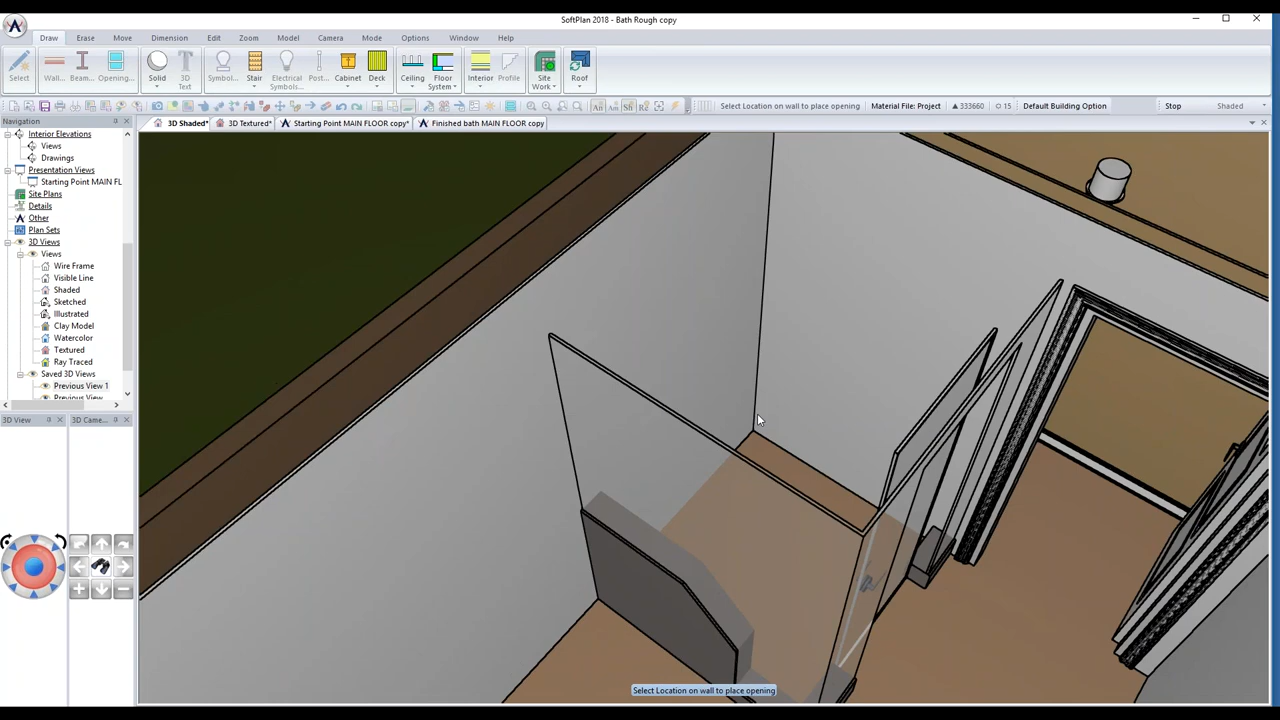 SoftPlan 2018 - Bath Rough copy
Draw Erase Move Dimension Edit Zoom Model Camera Mode Options Window Help
Select Wall... Beam... Opening... Solid 3D Text Symbol... Stair Electrical Symbols... Post... Cabinet Deck Ceiling Floor System Interior Profile Site Work Roof
Select Location on wall to place opening Material File: Project 333660 15 Default Building Option Stop Shaded
Navigation
3D Shaded* 3D Textured* Starting Point MAIN FLOOR copy* Finished bath MAIN FLOOR copy
Interior Elevations
Views
Drawings
Presentation Views
Starting Point MAIN FL
Site Plans
Details
Other
Plan Sets
3D Views
Views
Wire Frame
Visible Line
Shaded
Sketched
Illustrated
Clay Model
Watercolor
Textured
Ray Traced
Saved 3D Views
Previous View 1
Previous View
3D View 3D Came...
Select Location on wall to place opening